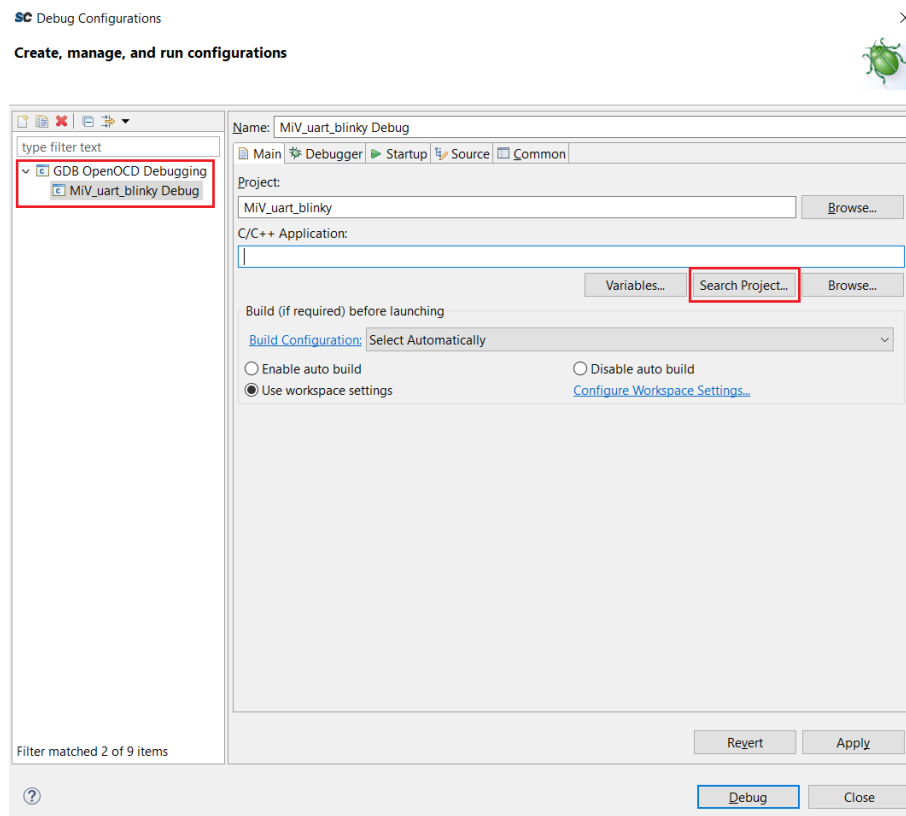 SC Debug Configurations
Create, manage, and run configurations
type filter text
GDB OpenOCD Debugging
MiV_uart_blinky Debug
Filter matched 2 of 9 items
Name: MiV_uart_blinky Debug
Main Debugger Startup Source Common
Project:
MiV_uart_blinky Browse...
C/C++ Application:
Variables... Search Project... Browse...
Build (if required) before launching
Build Configuration: Select Automatically
Enable auto build Disable auto build
Use workspace settings Configure Workspace Settings...
Revert Apply
? Debug Close